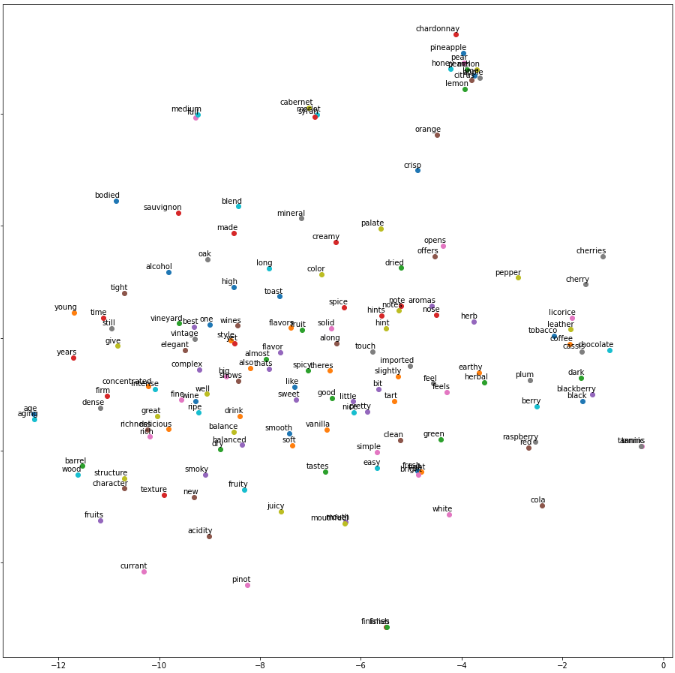 chardonnay
pineapple
pear
honey
melon
apple
citrus
lemon
cabernet
merlot
syrah
medium
full
orange
crisp
bodied
sauvignon
blend
mineral
made
palate
creamy
opens
offers
cherries
oak
alcohol
long
color
dried
pepper
cherry
high
toast
tight
young
time
still
vineyard
best
one
wines
flavors
fruit
solid
spice
hints
note
notes
aromas
nose
hint
herb
licorice
leather
tobacco
coffee
cassis
chocolate
years
give
vintage
elegant
style
yet
along
touch
almost
flavor
also
thats
spicy
theres
imported
slightly
earthy
herbal
plum
dark
complex
big
shows
concentrated
intense
firm
fine
wine
well
like
sweet
good
little
nice
pretty
bit
tart
feel
feels
blackberry
black
berry
age
aging
dense
great
ripe
drink
richness
delicious
rich
balance
balanced
dry
smooth
soft
vanilla
clean
green
raspberry
red
tannins
simple
barrel
wood
structure
character
texture
smoky
new
fruity
tastes
easy
fresh
bright
juicy
mouthfeel
white
cola
fruits
acidity
currant
pinot
finish
−12 −10 −8 −6 −4 −2 0